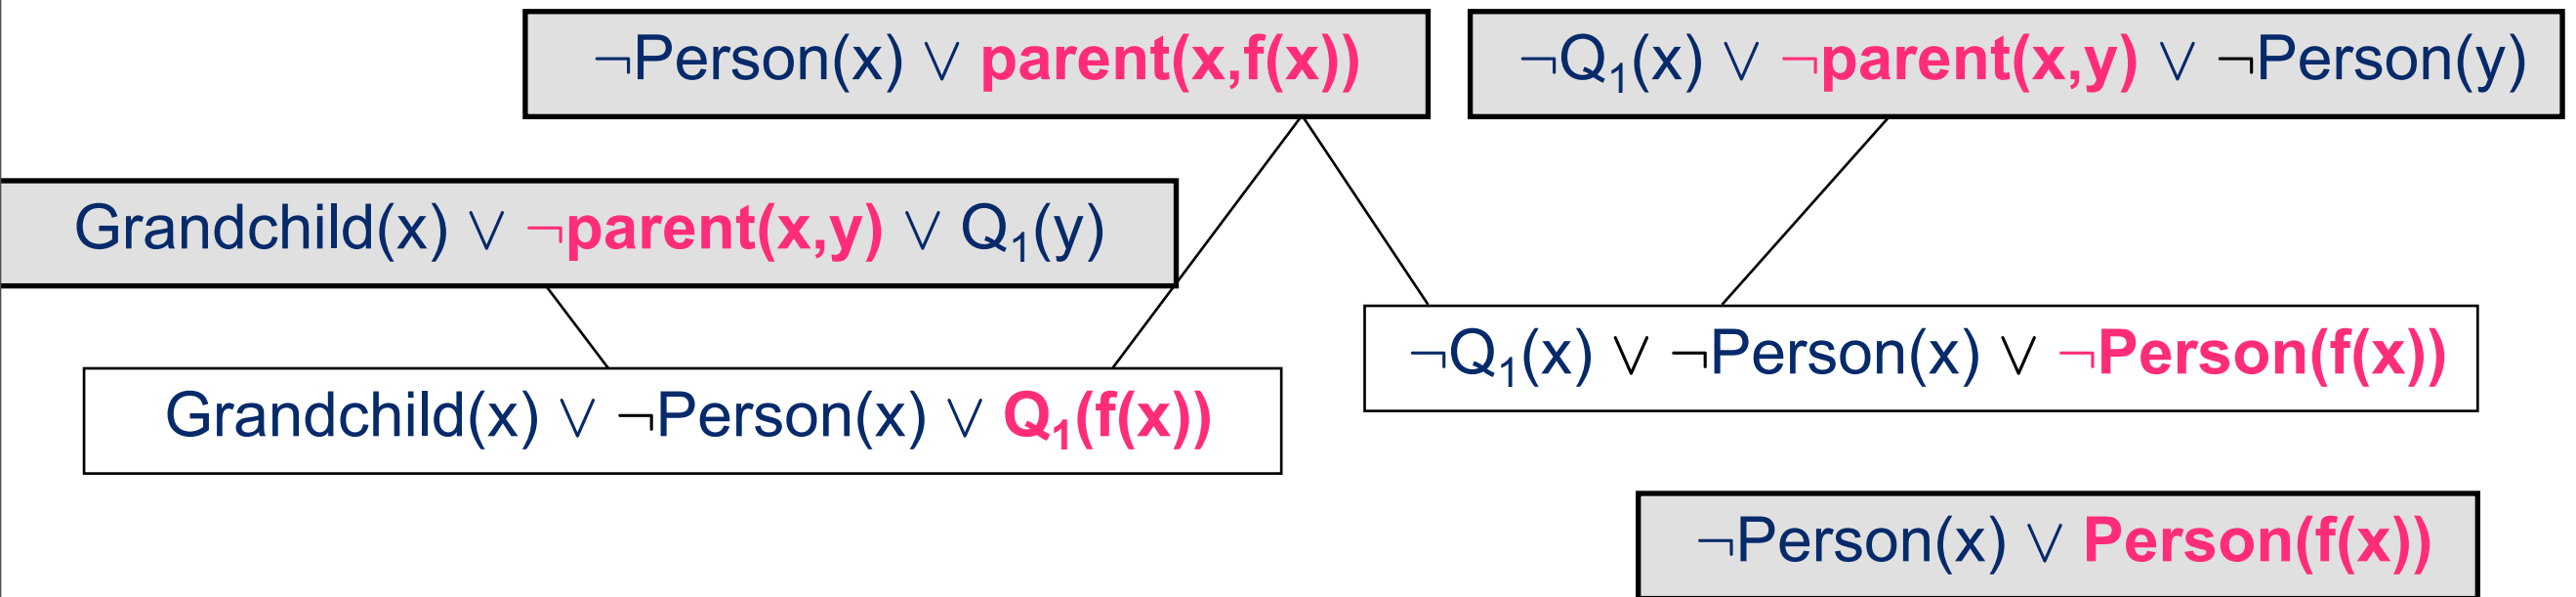 ¬Person(x) ∨ parent(x,f(x))
¬Q₁(x) ∨ ¬parent(x,y) ∨ ¬Person(y)
Grandchild(x) ∨ ¬parent(x,y) ∨ Q₁(y)
¬Q₁(x) ∨ ¬Person(x) ∨ ¬Person(f(x))
Grandchild(x) ∨ ¬Person(x) ∨ Q₁(f(x))
¬Person(x) ∨ Person(f(x))